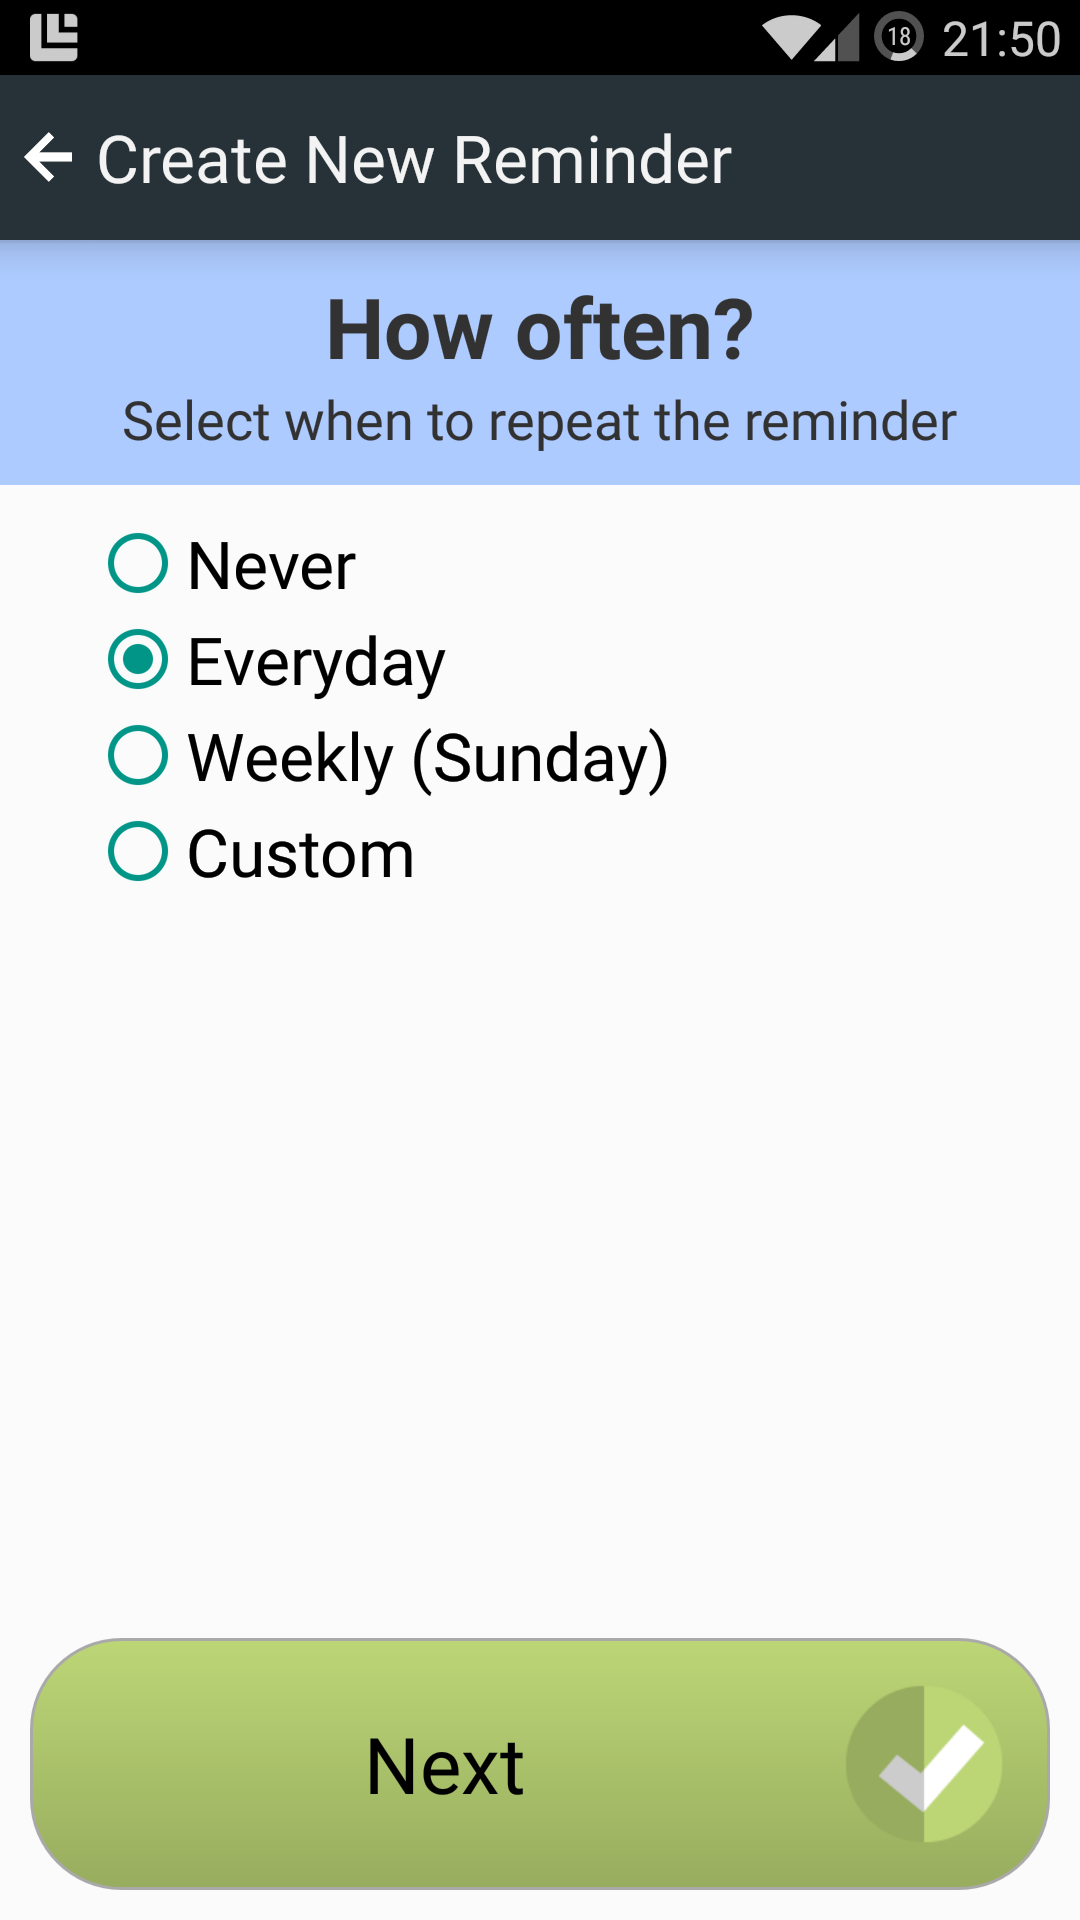 18 21:50
Create New Reminder
How often?
Select when to repeat the reminder
Never
Everyday
Weekly (Sunday)
Custom
Next